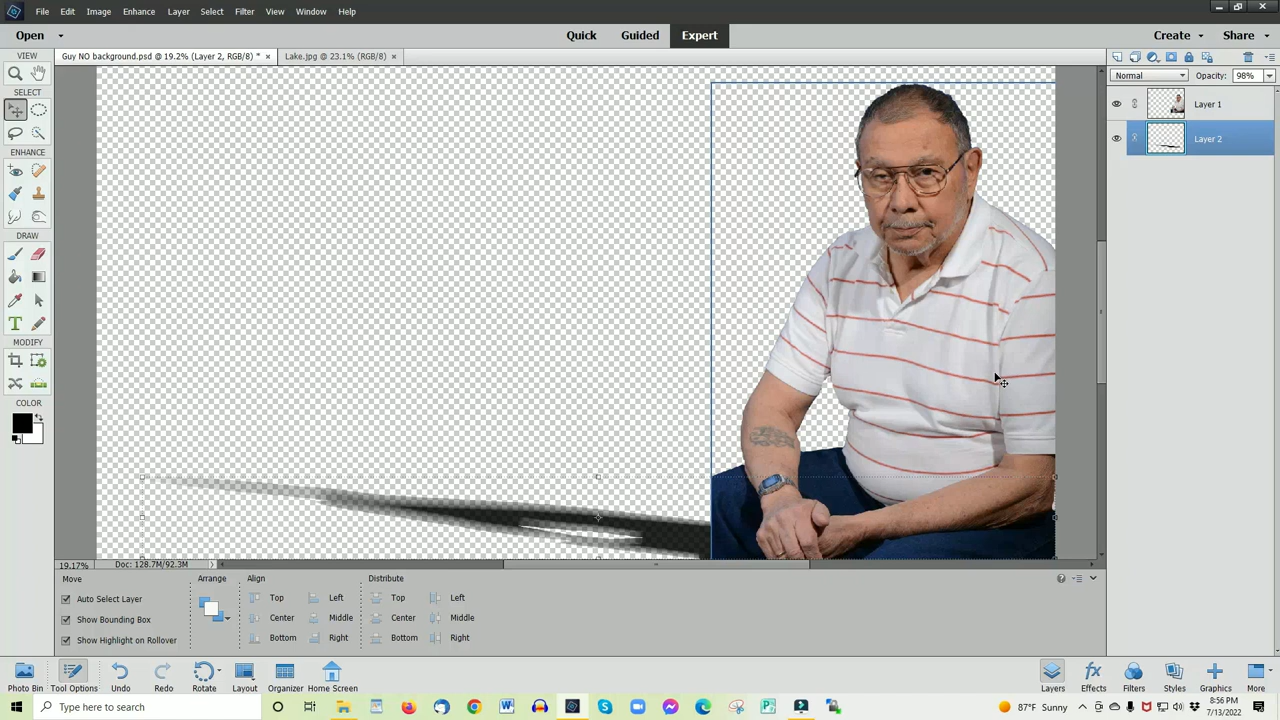 File Edit Image Enhance Layer Select Filter View Window Help
Open Quick Guided Expert Create Share
VIEW Guy NO background.psd @ 19.2% (Layer 2, RGB/8) * × Lake.jpg @ 23.1% (RGB/8) ×
Normal Opacity: 98%
SELECT
Layer 1
Layer 2
ENHANCE
DRAW
T
MODIFY
COLOR
19.17% Doc: 128.7M/92.3M
Move Arrange Align Distribute
Auto Select Layer Top Left Top Left
Show Bounding Box Center Middle Center Middle
Show Highlight on Rollover Bottom Right Bottom Right
Photo Bin Tool Options Undo Redo Rotate Layout Organizer Home Screen Layers Effects Filters Styles Graphics More
Type here to search 87°F Sunny 8:56 PM
7/13/2022